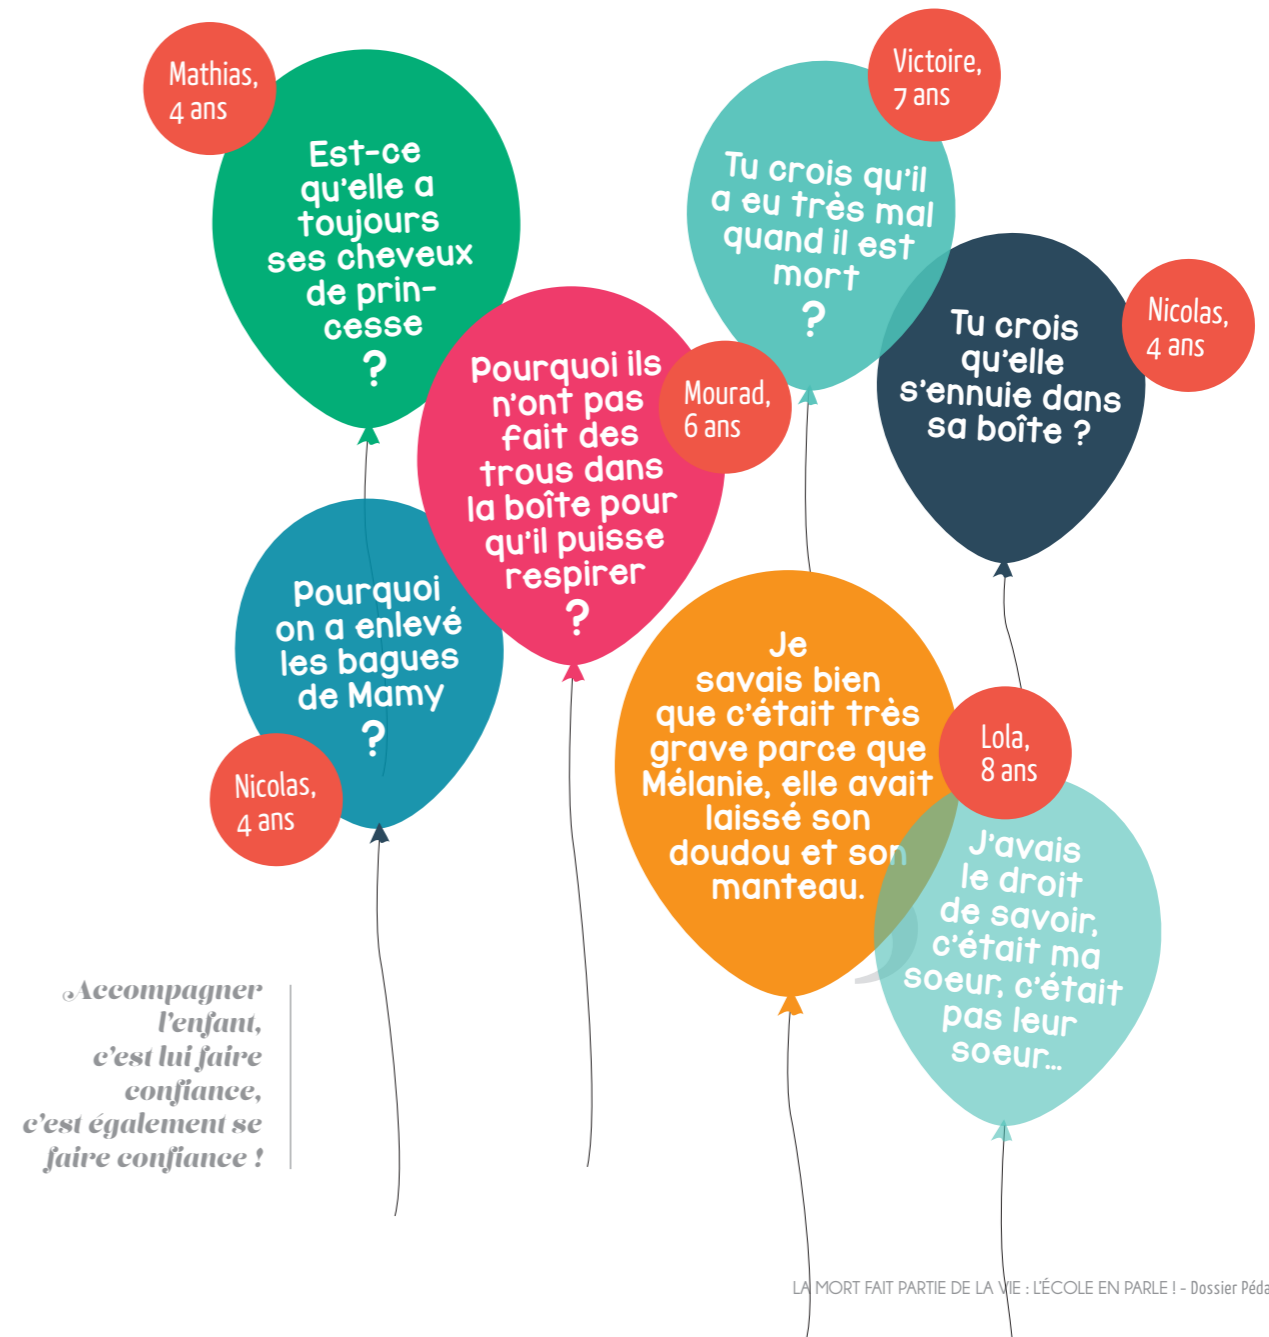 Mathias,
4 ans
Est-ce
qu'elle a
toujours
ses cheveux
de prin-
cesse
?
Victoire,
7 ans
Tu crois qu'il
a eu très mal
quand il est
mort
?
Nicolas,
4 ans
Tu crois
qu'elle
s'ennuie dans
sa boîte ?
Mourad,
6 ans
Pourquoi ils
n'ont pas
fait des
trous dans
la boîte pour
qu'il puisse
respirer
?
Pourquoi
on a enlevé
les bagues
de Mamy
?
Nicolas,
4 ans
Je
savais bien
que c'était très
grave parce que
Mélanie, elle avait
laissé son
doudou et son
manteau.
Lola,
8 ans
J'avais
le droit
de savoir,
c'était ma
soeur, c'était
pas leur
soeur...
Accompagner
l'enfant,
c'est lui faire
confiance,
c'est également se
faire confiance !
LA MORT FAIT PARTIE DE LA VIE : L'ÉCOLE EN PARLE ! - Dossier Péda